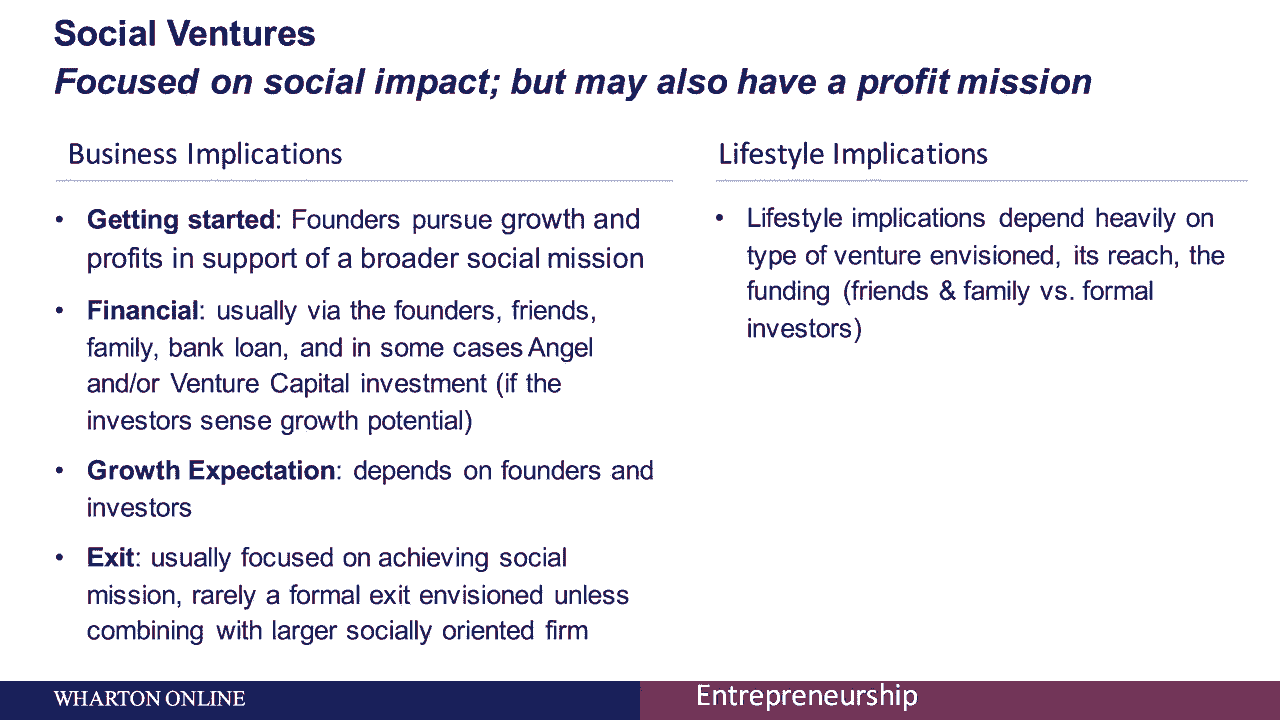 Social Ventures
Focused on social impact; but may also have a profit mission
Business Implications
• Getting started: Founders pursue growth and
profits in support of a broader social mission
• Financial: usually via the founders, friends,
family, bank loan, and in some cases Angel
and/or Venture Capital investment (if the
investors sense growth potential)
• Growth Expectation: depends on founders and
investors
• Exit: usually focused on achieving social
mission, rarely a formal exit envisioned unless
combining with larger socially oriented firm
Lifestyle Implications
• Lifestyle implications depend heavily on
type of venture envisioned, its reach, the
funding (friends & family vs. formal
investors)
WHARTON ONLINE
Entrepreneurship